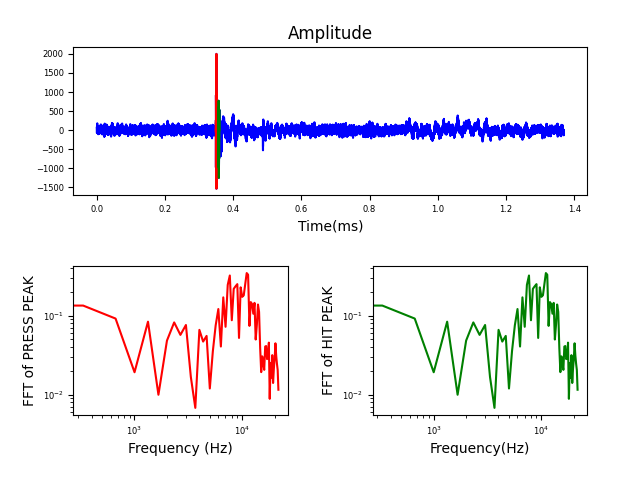 Amplitude
2000
1500
1000
500
0
−500
−1000
−1500
0.0 0.2 0.4 0.6 0.8 1.0 1.2 1.4
Time(ms)
FFT of PRESS PEAK
10⁻¹
10⁻²
10³ 10⁴
Frequency (Hz)
FFT of HIT PEAK
10⁻¹
10⁻²
10³ 10⁴
Frequency(Hz)